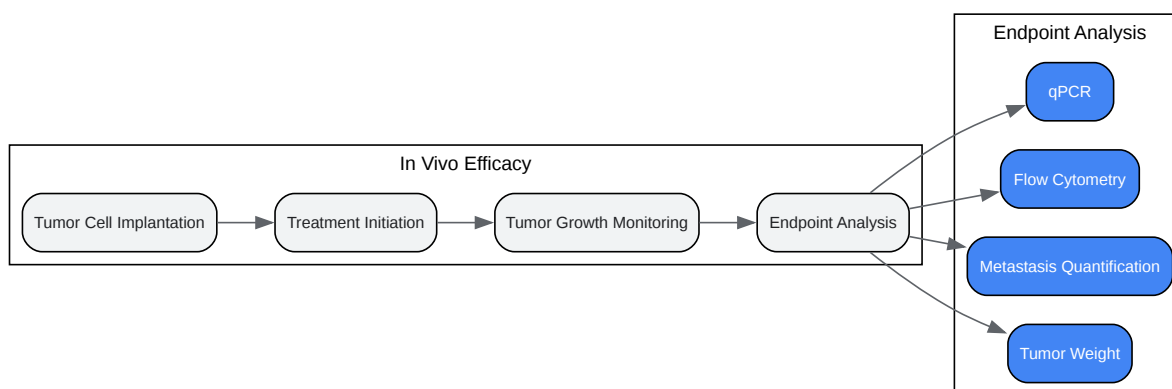 In Vivo Efficacy
Tumor Cell Implantation
Treatment Initiation
Tumor Growth Monitoring
Endpoint Analysis
Endpoint Analysis
qPCR
Flow Cytometry
Metastasis Quantification
Tumor Weight